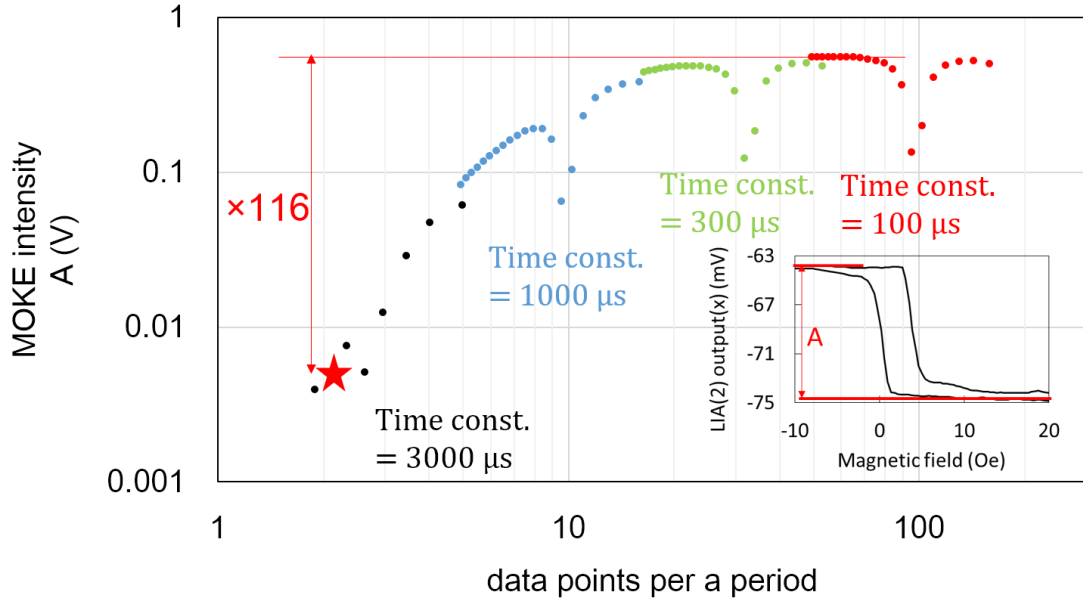 MOKE intensity
A (V)
1
0.1
0.01
0.001
×116
Time const.
= 3000 μs
Time const.
= 1000 μs
Time const.
= 300 μs
Time const.
= 100 μs
LIA(2) output(x) (mV)
-63
-67
-71
-75
A
-10
0
10
20
Magnetic field (Oe)
1
10
100
data points per a period